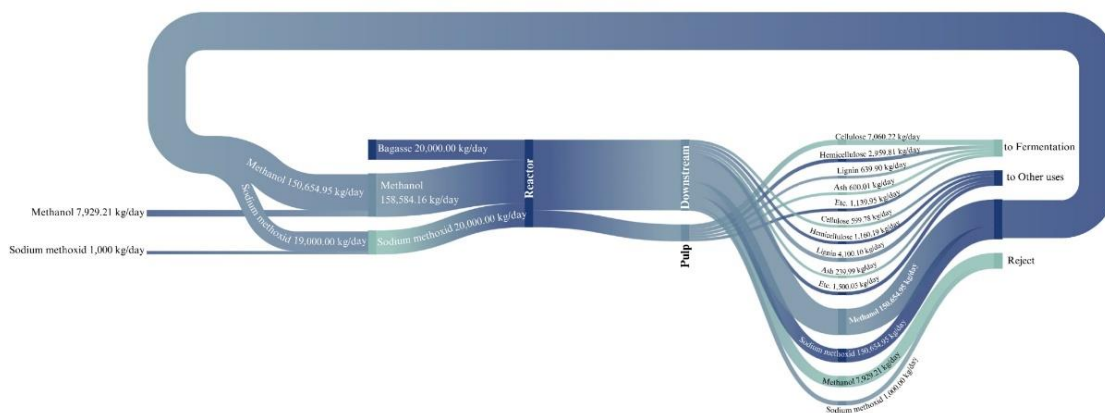 Cellulose 7,060.22 kg/day
Bagasse 20,000.00 kg/day
Hemicellulose 2,959.81 kg/day
to Fermentation
Lignin 639.90 kg/day
Methanol 150,654.95 kg/day
Methanol
158,584.16 kg/day
Reactor
Downstream
Ash 600.01 kg/day
to Other uses
Etc. 1,139.95 kg/day
Methanol 7,929.21 kg/day
Sodium methoxid 19,000.00 kg/day
Sodium methoxid 20,000.00 kg/day
Cellulose 599.78 kg/day
Hemicellulose 1,160.19 kg/day
Sodium methoxid 1,000 kg/day
Pulp
Lignin 4,100.10 kg/day
Reject
Ash 239.99 kg/day
Etc. 1,500.05 kg/day
Methanol 150,654.95 kg/day
Sodium methoxid 150,654.95 kg/day
Methanol 7,929.21 kg/day
Sodium methoxid 1,000.00 kg/day